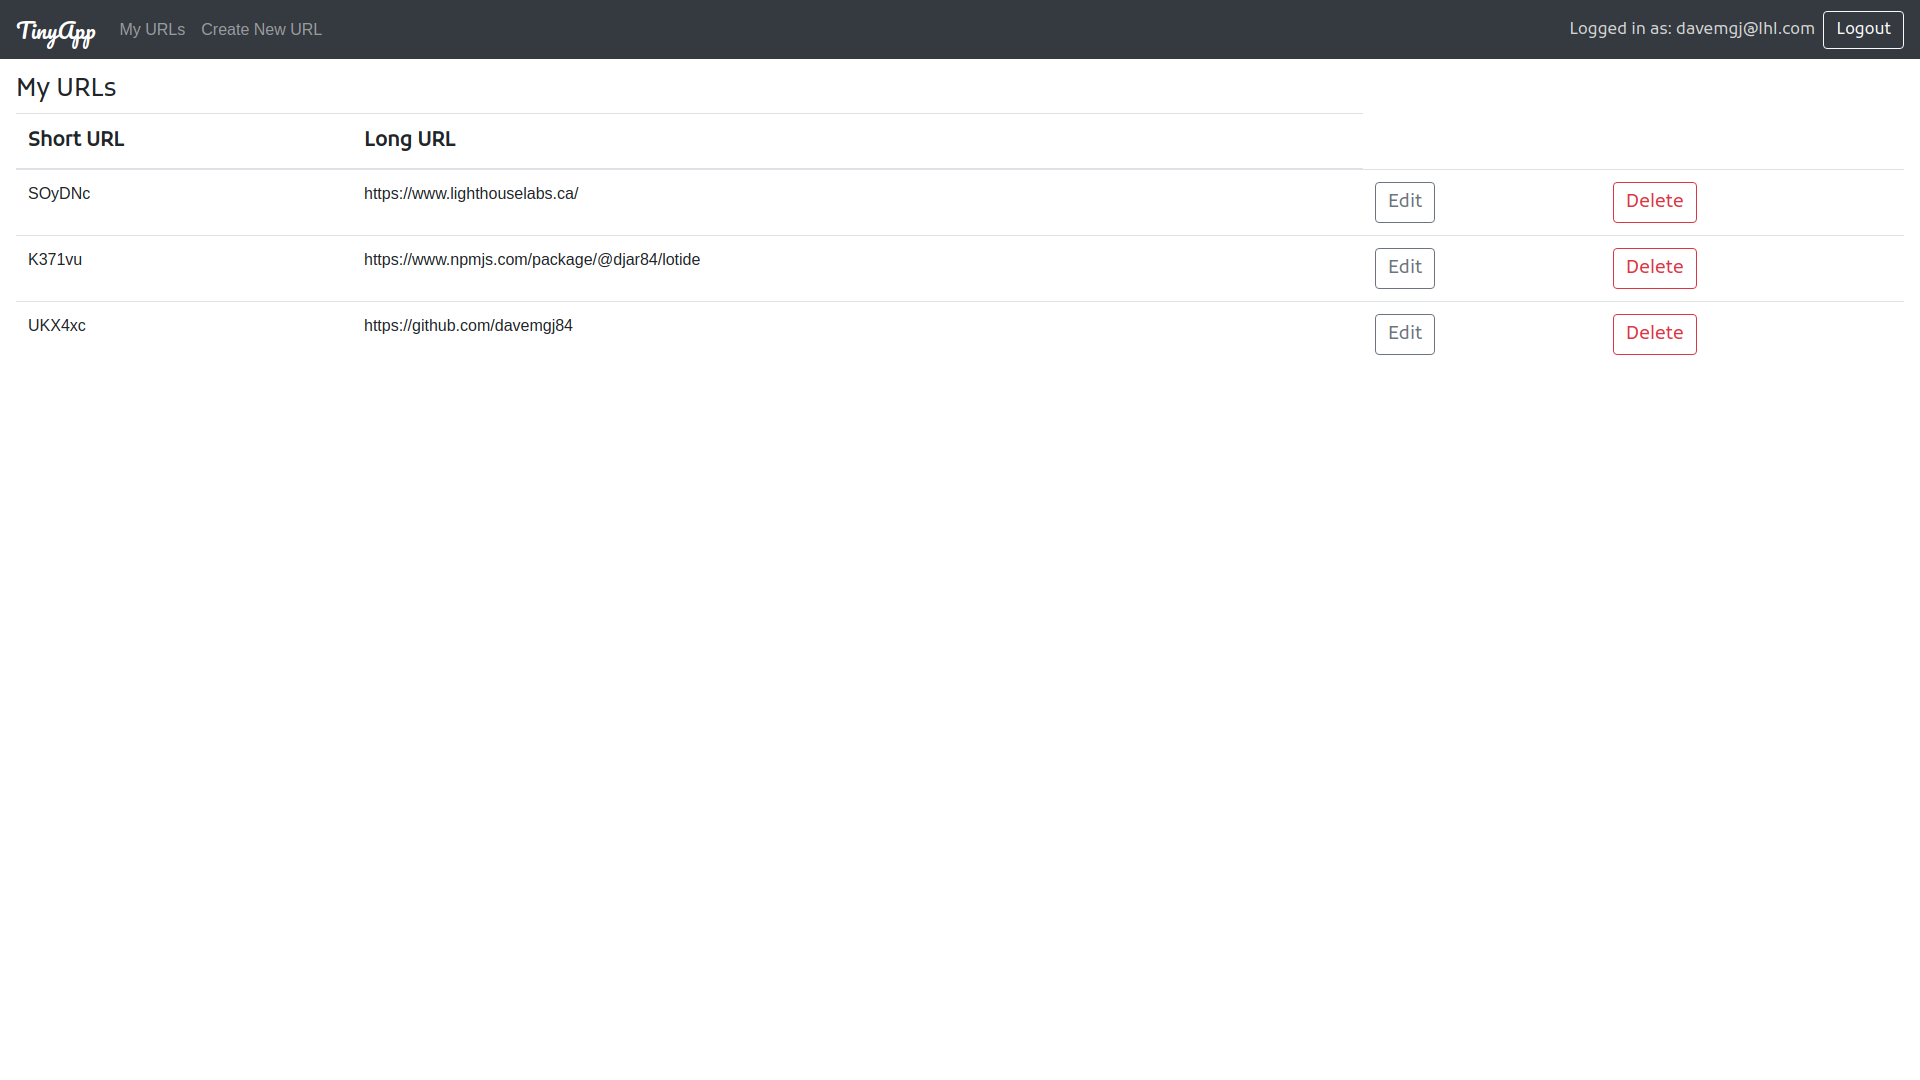 TinyApp My URLs Create New URL Logged in as: davemgj@lhl.com Logout
My URLs
Short URL Long URL
SOyDNc https://www.lighthouselabs.ca/ Edit Delete
K371vu https://www.npmjs.com/package/@djar84/lotide Edit Delete
UKX4xc https://github.com/davemgj84 Edit Delete